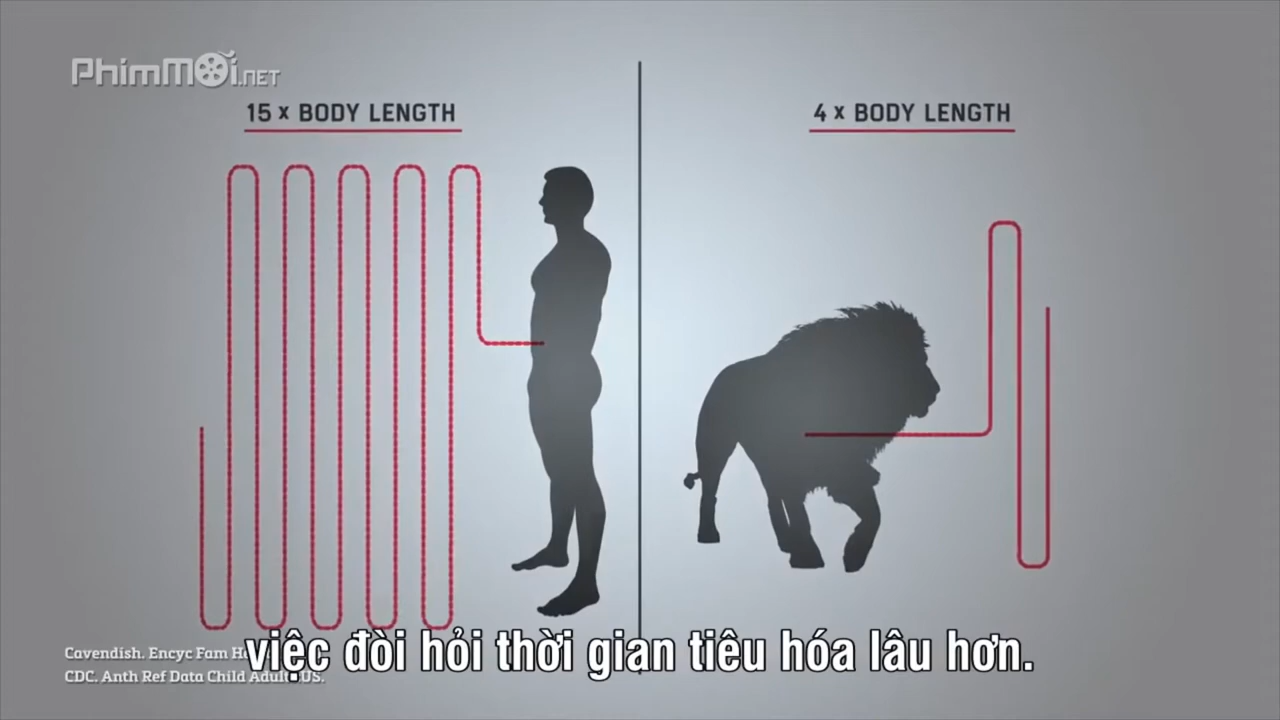 PhimMỗi.NET
15 x BODY LENGTH
4 x BODY LENGTH
Cavendish. Encyc Fam
CDC. Anth Ref Data Child Adult US.
việc đòi hỏi thời gian tiêu hóa lâu hơn.